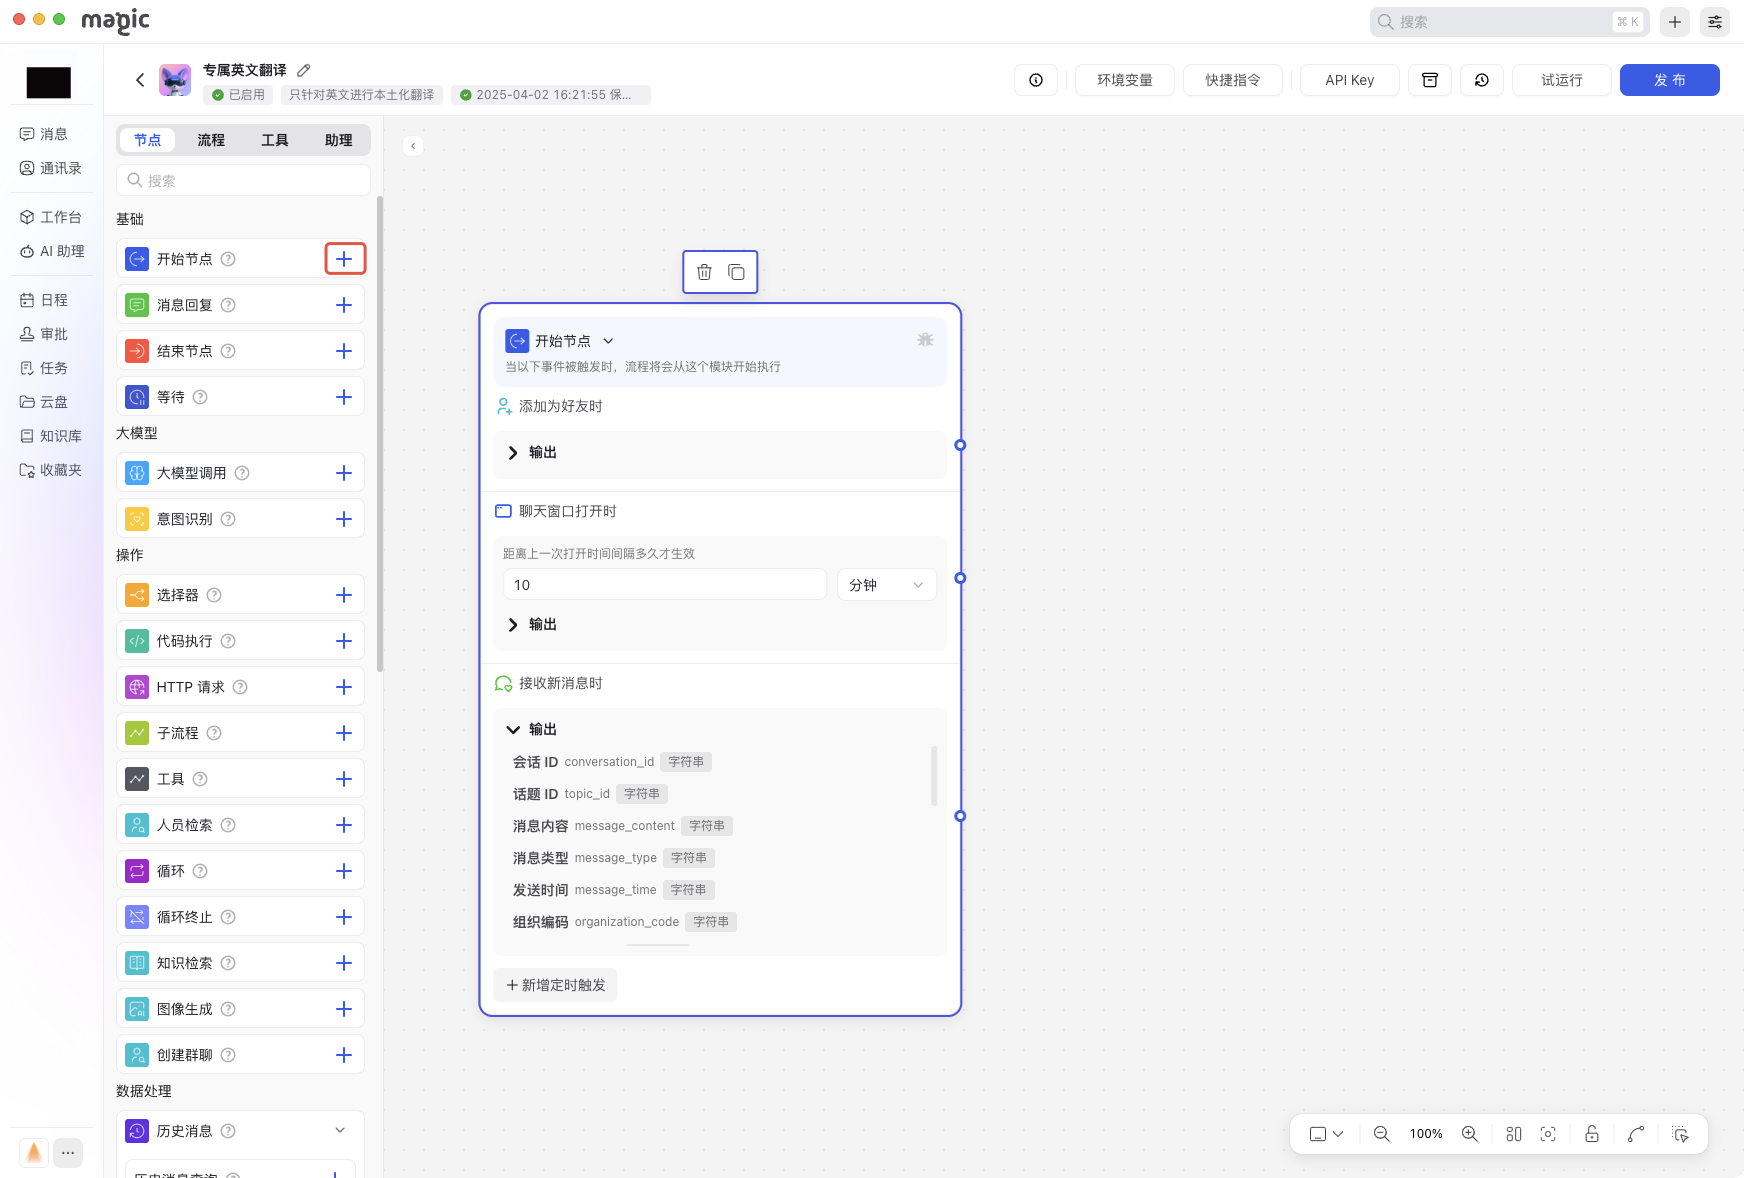 magic
搜索
⌘ K
专属英文翻译
已启用
只针对英文进行本土化翻译
2025-04-02 16:21:55 保...
环境变量
快捷指令
API Key
试运行
发 布
消息
通讯录
工作台
AI 助理
日程
审批
任务
云盘
知识库
收藏夹
节点
流程
工具
助理
搜索
基础
开始节点
消息回复
结束节点
等待
大模型
大模型调用
意图识别
操作
选择器
代码执行
HTTP 请求
子流程
工具
人员检索
循环
循环终止
知识检索
图像生成
创建群聊
数据处理
历史消息
历史消息查询
开始节点
当以下事件被触发时，流程将会从这个模块开始执行
添加为好友时
输出
聊天窗口打开时
距离上一次打开时间间隔多久才生效
10
分钟
输出
接收新消息时
输出
会话 ID conversation_id 字符串
话题 ID topic_id 字符串
消息内容 message_content 字符串
消息类型 message_type 字符串
发送时间 message_time 字符串
组织编码 organization_code 字符串
+ 新增定时触发
100%